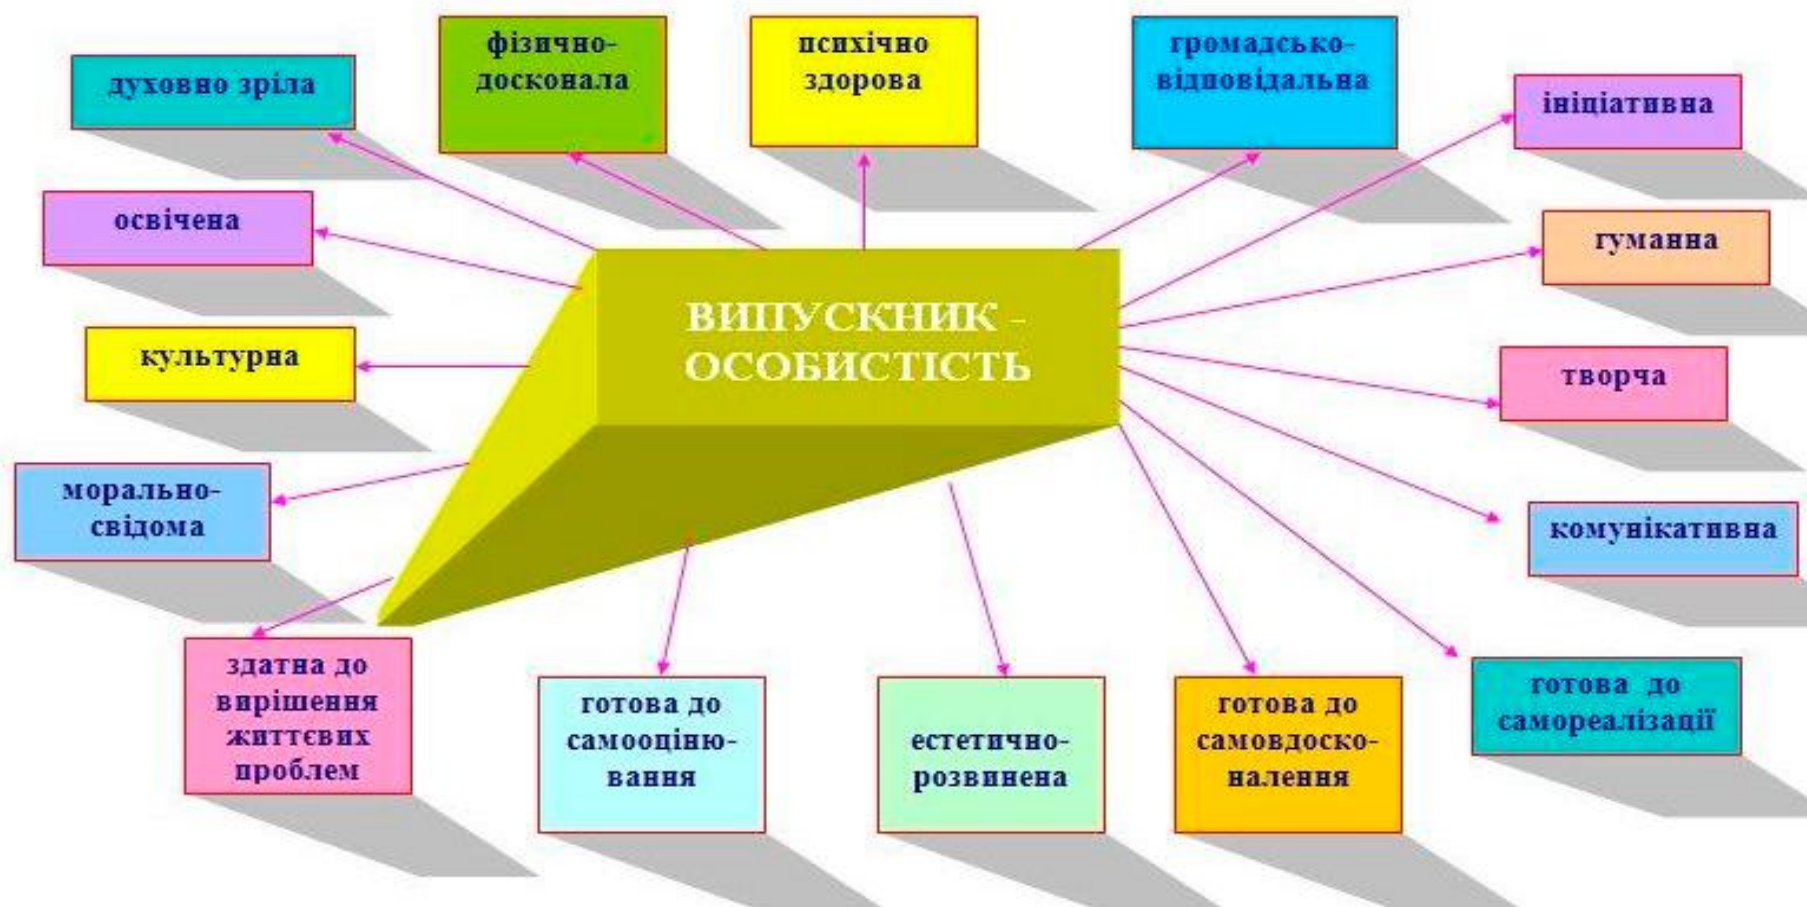 духовно зріла
фізично-
досконала
психічно
здорова
громадсько-
відповідальна
ініціативна
освічена
гуманна
ВИПУСКНИК -
ОСОБИСТІСТЬ
культурна
творча
морально-
свідома
комунікативна
здатна до
вирішення
життєвих
проблем
готова до
самооціню-
вання
естетично-
розвинена
готова до
самовдоско-
налення
готова до
самореалізації